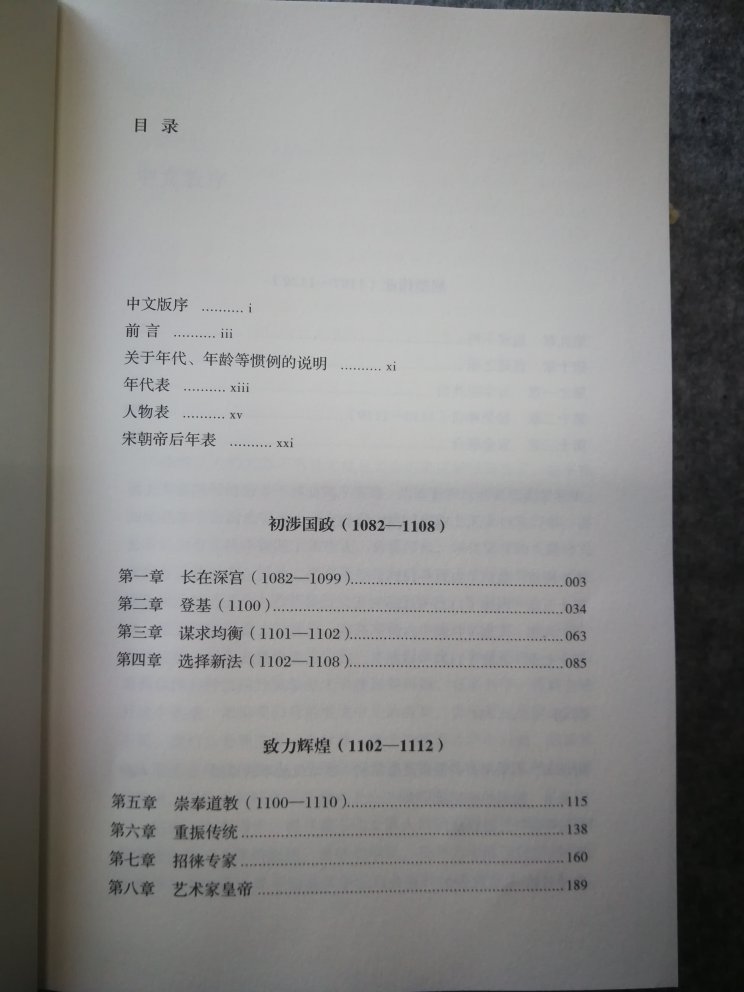 目 录
中文版序 .......... i
前 言 .......... iii
关于年代、年龄等惯例的说明 .......... xi
年代表 .......... xiii
人物表 .......... xv
宋朝帝后年表 .......... xxi
初涉国政（1082—1108）
第一章 长在深宫（1082—1099）......003
第二章 登基（1100）......034
第三章 谋求均衡（1101—1102）......063
第四章 选择新法（1102—1108）......085
致力辉煌（1102—1112）
第五章 崇奉道教（1100—1110）......115
第六章 重振传统......138
第七章 招徕专家......160
第八章 艺术家皇帝......189